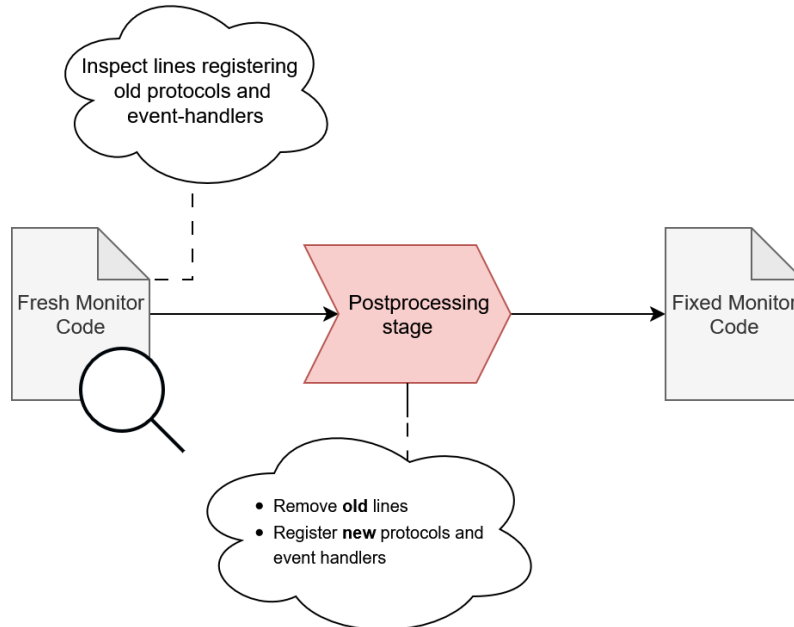 Inspect lines registering
old protocols and
event-handlers
Fresh Monitor
Code
Postprocessing
stage
Fixed Monitor
Code
Remove old lines
Register new protocols and
event handlers